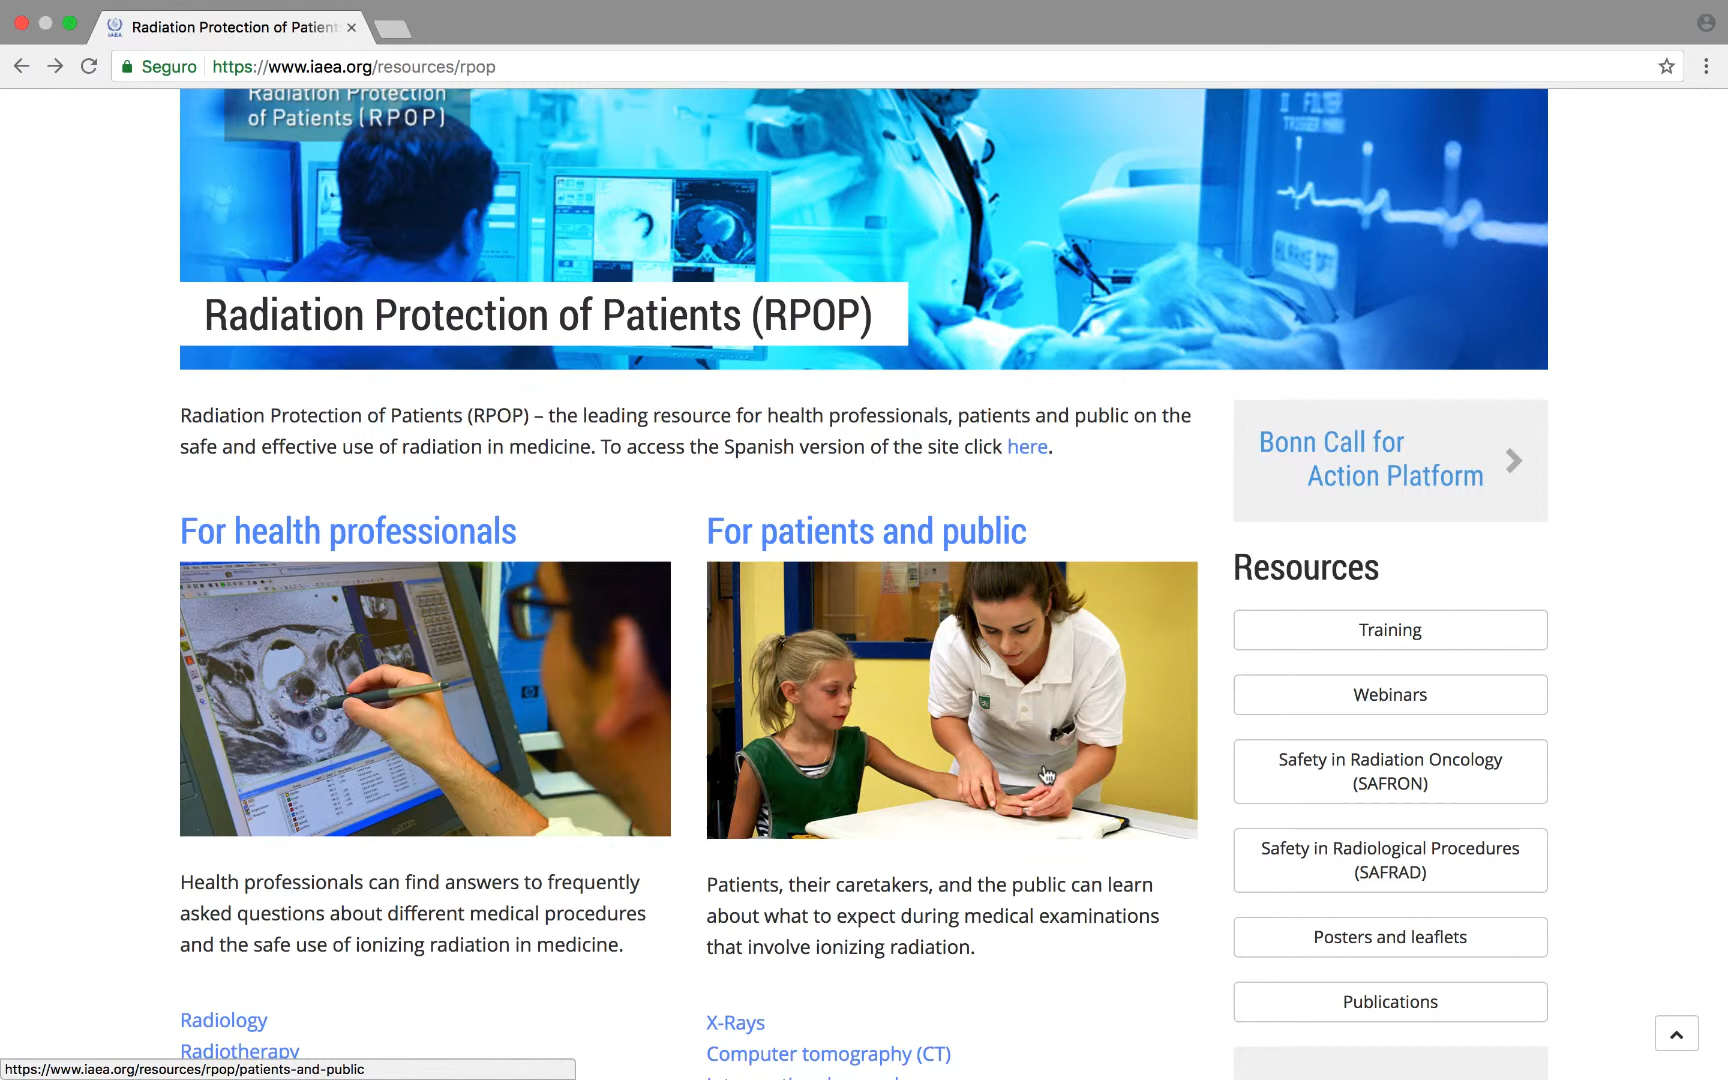 Radiation Protection of Patient
Seguro
https://www.iaea.org/resources/rpop
Radiation Protection
of Patients (RPOP)
FILTER
Radiation Protection of Patients (RPOP)
Radiation Protection of Patients (RPOP) – the leading resource for health professionals, patients and public on the
safe and effective use of radiation in medicine. To access the Spanish version of the site click here.
Bonn Call for
Action Platform
For health professionals
For patients and public
Resources
Training
Webinars
Safety in Radiation Oncology
(SAFRON)
Safety in Radiological Procedures
(SAFRAD)
Posters and leaflets
Publications
Health professionals can find answers to frequently
asked questions about different medical procedures
and the safe use of ionizing radiation in medicine.
Patients, their caretakers, and the public can learn
about what to expect during medical examinations
that involve ionizing radiation.
Radiology
Radiotherapy
X-Rays
Computer tomography (CT)
https://www.iaea.org/resources/rpop/patients-and-public